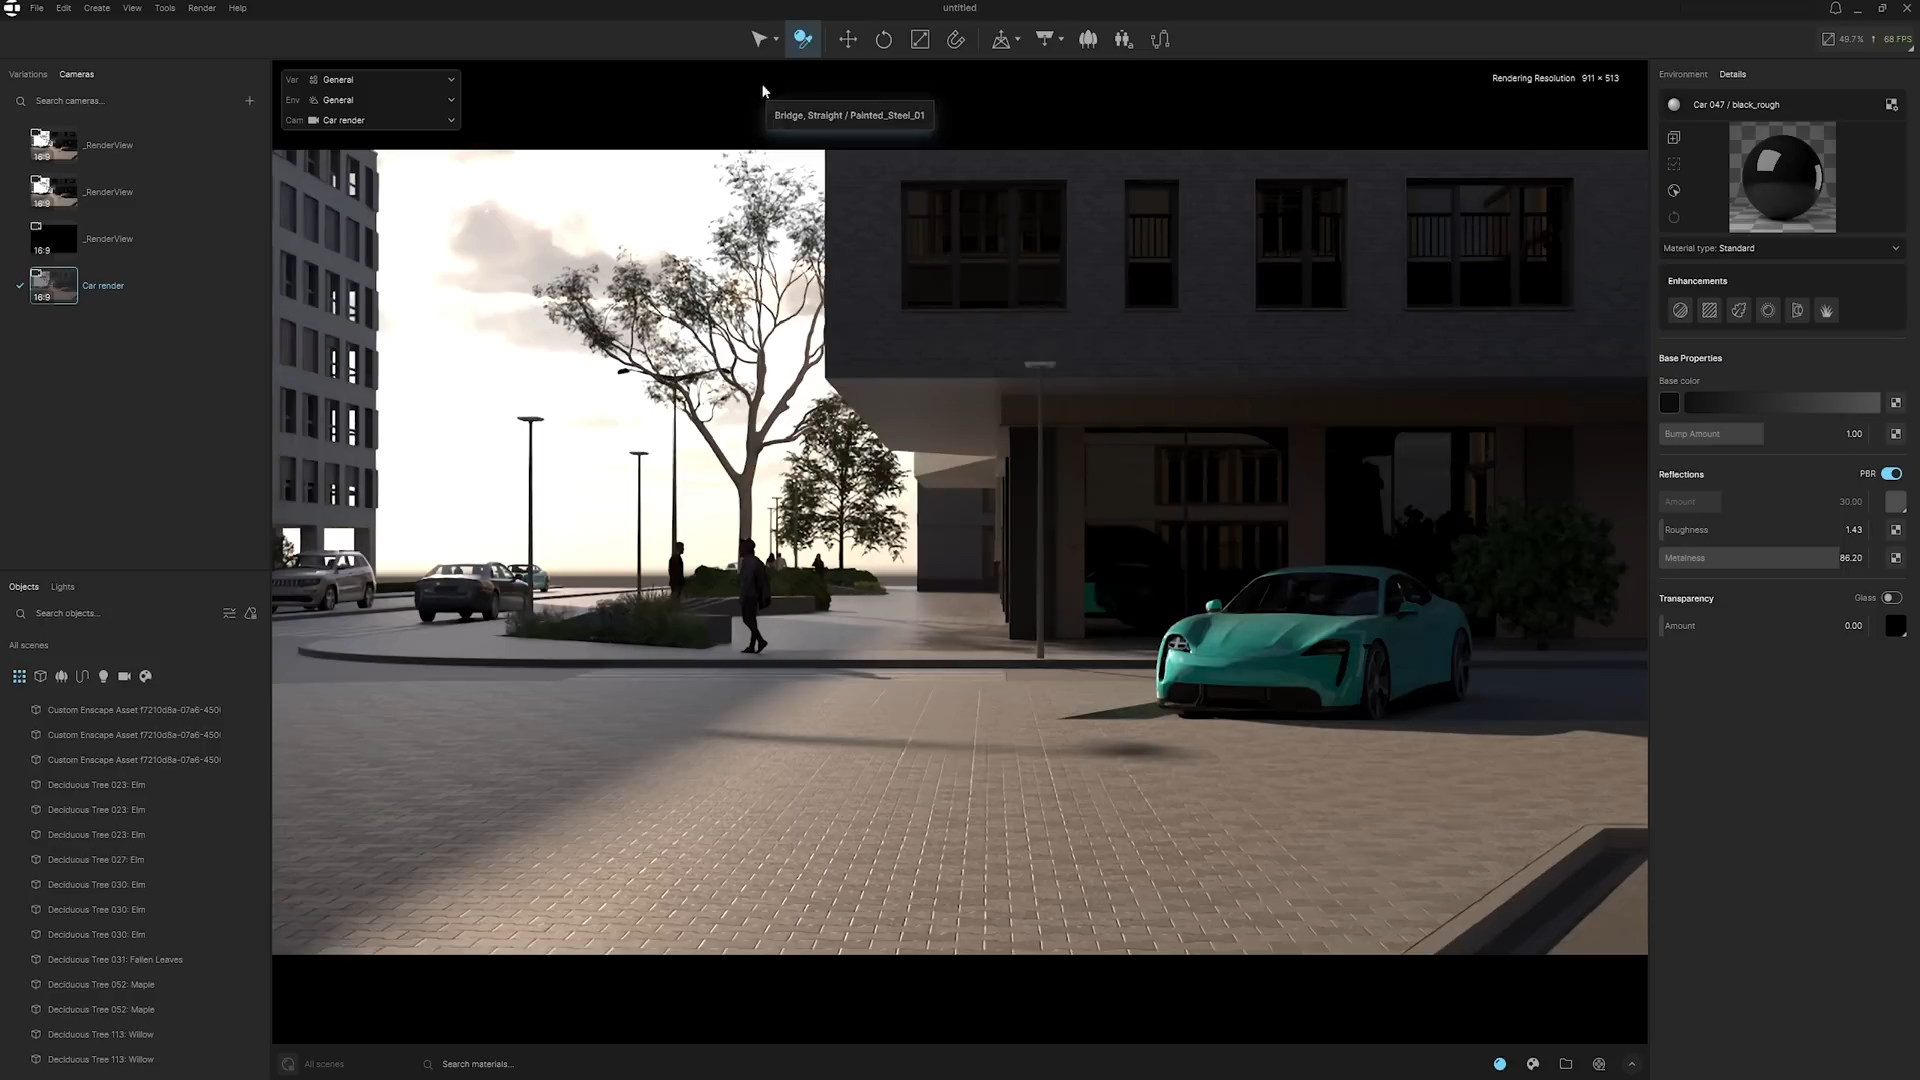 File Edit Create View Tools Render Help
untitled
49.7% ↑ 68 FPS
Variations Cameras
Search cameras...
16:9 _RenderView
16:9 _RenderView
16:9 _RenderView
16:9 Car render
Var General
Env General
Cam Car render
Bridge, Straight / Painted_Steel_01
Rendering Resolution 911 × 513
Objects Lights
Search objects...
All scenes
Custom Enscape Asset f7210d8a-07a6-450
Custom Enscape Asset f7210d8a-07a6-450
Custom Enscape Asset f7210d8a-07a6-450
Deciduous Tree 023: Elm
Deciduous Tree 023: Elm
Deciduous Tree 023: Elm
Deciduous Tree 027: Elm
Deciduous Tree 030: Elm
Deciduous Tree 030: Elm
Deciduous Tree 030: Elm
Deciduous Tree 031: Fallen Leaves
Deciduous Tree 052: Maple
Deciduous Tree 052: Maple
Deciduous Tree 113: Willow
Deciduous Tree 113: Willow
All scenes
Search materials...
Environment Details
Car 047 / black_rough
Material type: Standard
Enhancements
Base Properties
Base color
Bump Amount 1.00
Reflections PBR
Amount 30.00
Roughness 1.43
Metalness 86.20
Transparency Glass
Amount 0.00